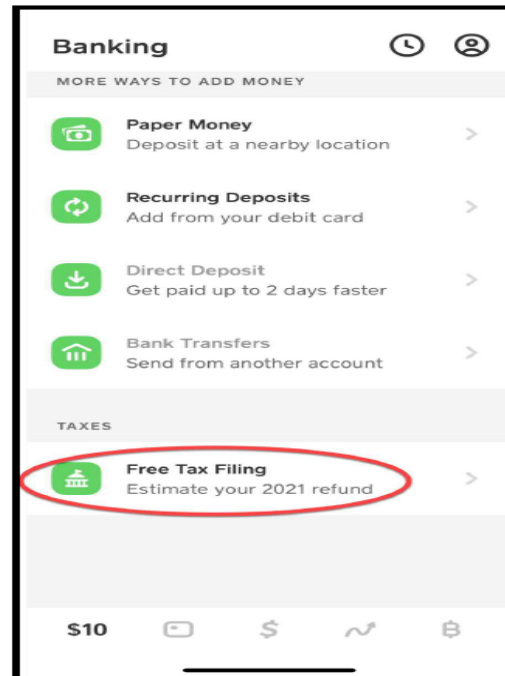 Banking
MORE WAYS TO ADD MONEY
Paper Money
Deposit at a nearby location
Recurring Deposits
Add from your debit card
Direct Deposit
Get paid up to 2 days faster
Bank Transfers
Send from another account
TAXES
Free Tax Filing
Estimate your 2021 refund
$10